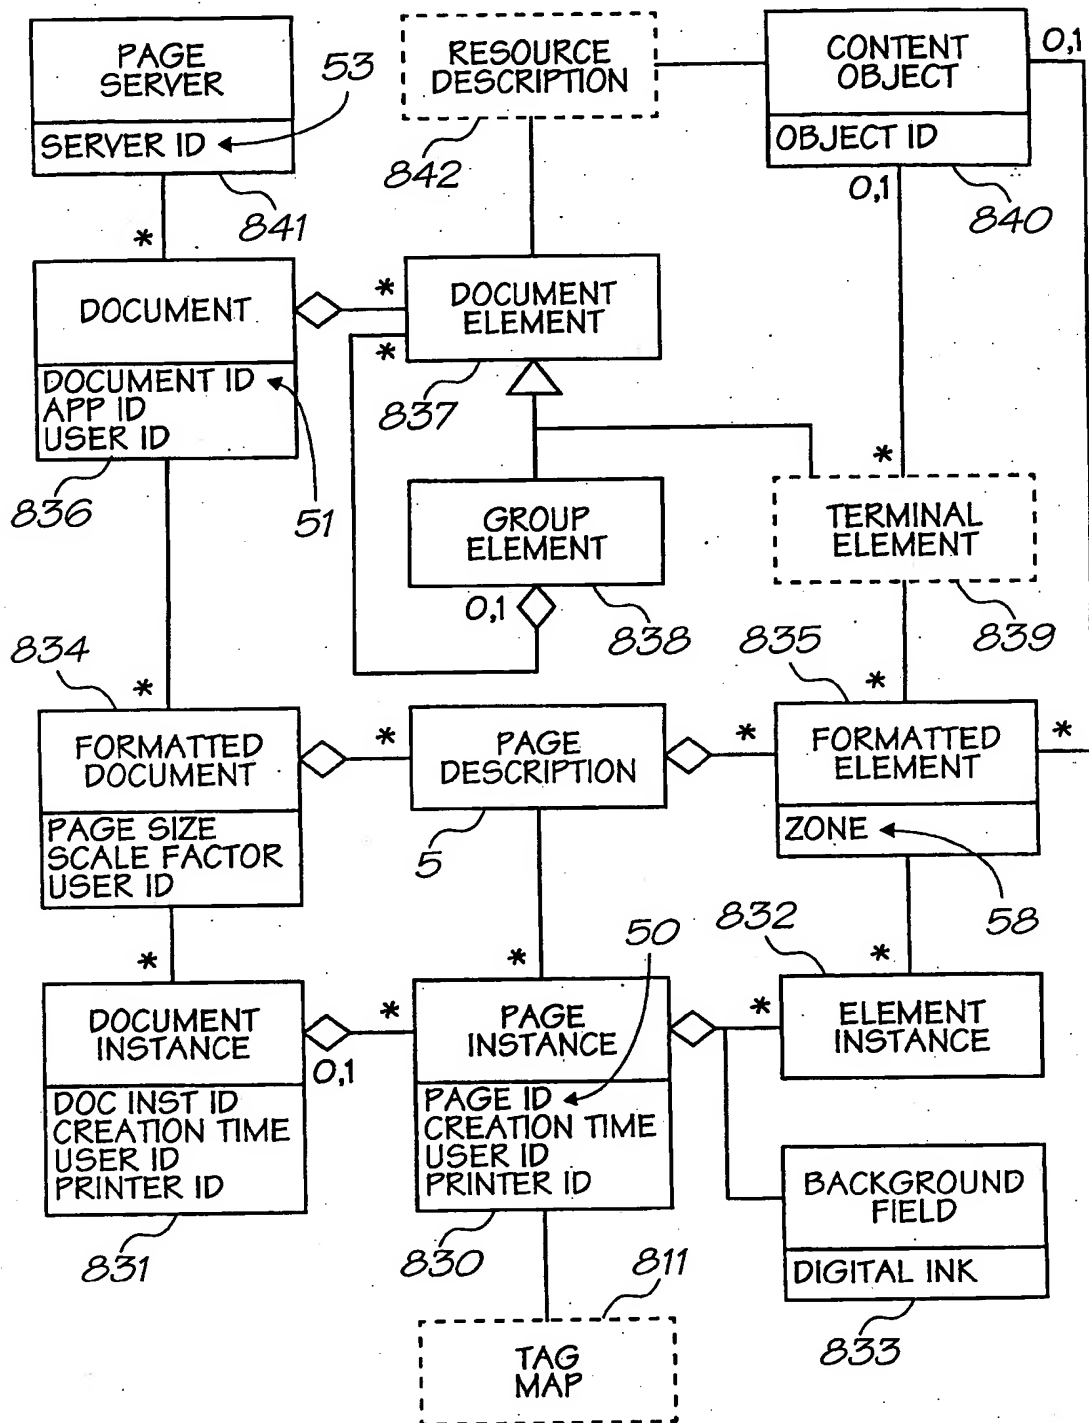 PAGE
SERVER
SERVER ID
53
841
RESOURCE
DESCRIPTION
842
CONTENT
OBJECT
OBJECT ID
0,1
0,1
840
*
DOCUMENT
DOCUMENT ID
APP ID
USER ID
836
51
*
*
DOCUMENT
ELEMENT
837
GROUP
ELEMENT
0,1
838
*
TERMINAL
ELEMENT
839
834
*
FORMATTED
DOCUMENT
PAGE SIZE
SCALE FACTOR
USER ID
*
PAGE
DESCRIPTION
5
835
*
*
*
FORMATTED
ELEMENT
ZONE
58
*
DOCUMENT
INSTANCE
0,1
DOC INST ID
CREATION TIME
USER ID
PRINTER ID
831
*
*
50
PAGE
INSTANCE
PAGE ID
CREATION TIME
USER ID
PRINTER ID
830
832
*
*
ELEMENT
INSTANCE
BACKGROUND
FIELD
DIGITAL INK
833
811
TAG
MAP